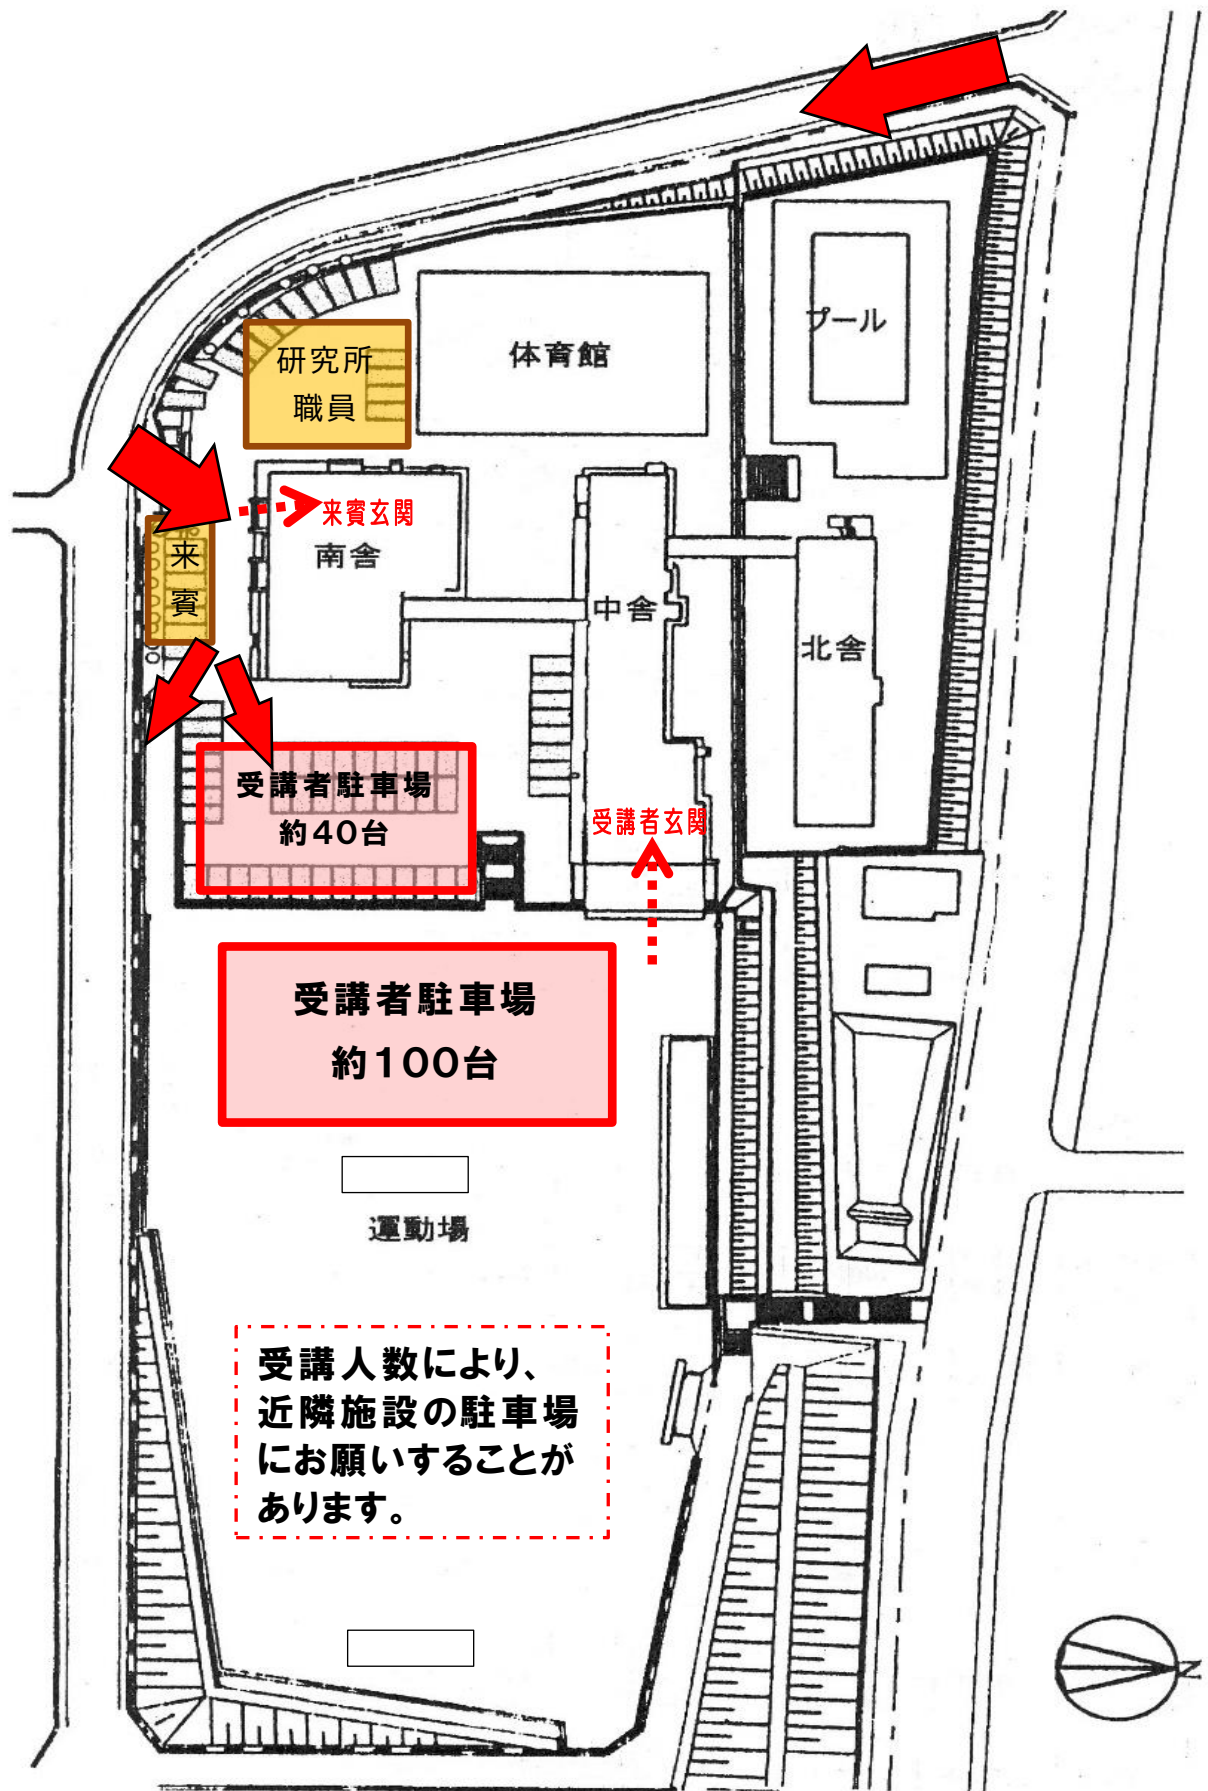 プール
体育館
研究所
職員
来賓玄関
南舎
来
賓
中舎
北舎
受講者駐車場
約40台
受講者玄関
受講者駐車場
約100台
運動場
受講人数により、
近隣施設の駐車場
にお願いすることが
あります。
N